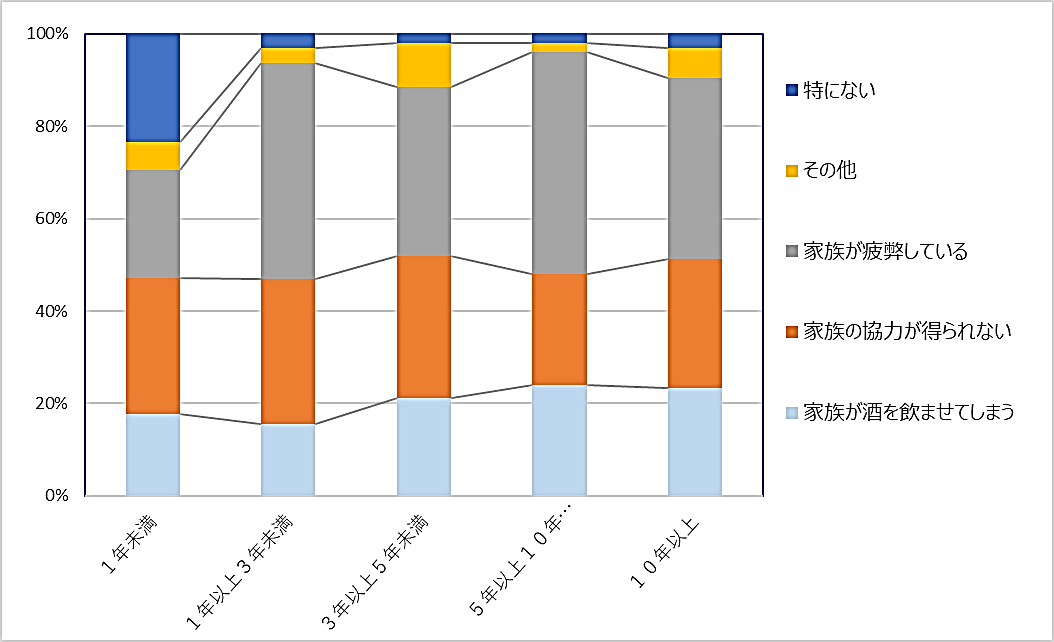 100%
80%
60%
40%
20%
0%
１年未満
１年以上３年未満
３年以上５年未満
５年以上１０年…
１０年以上
特にない
その他
家族が疲弊している
家族の協力が得られない
家族が酒を飲ませてしまう